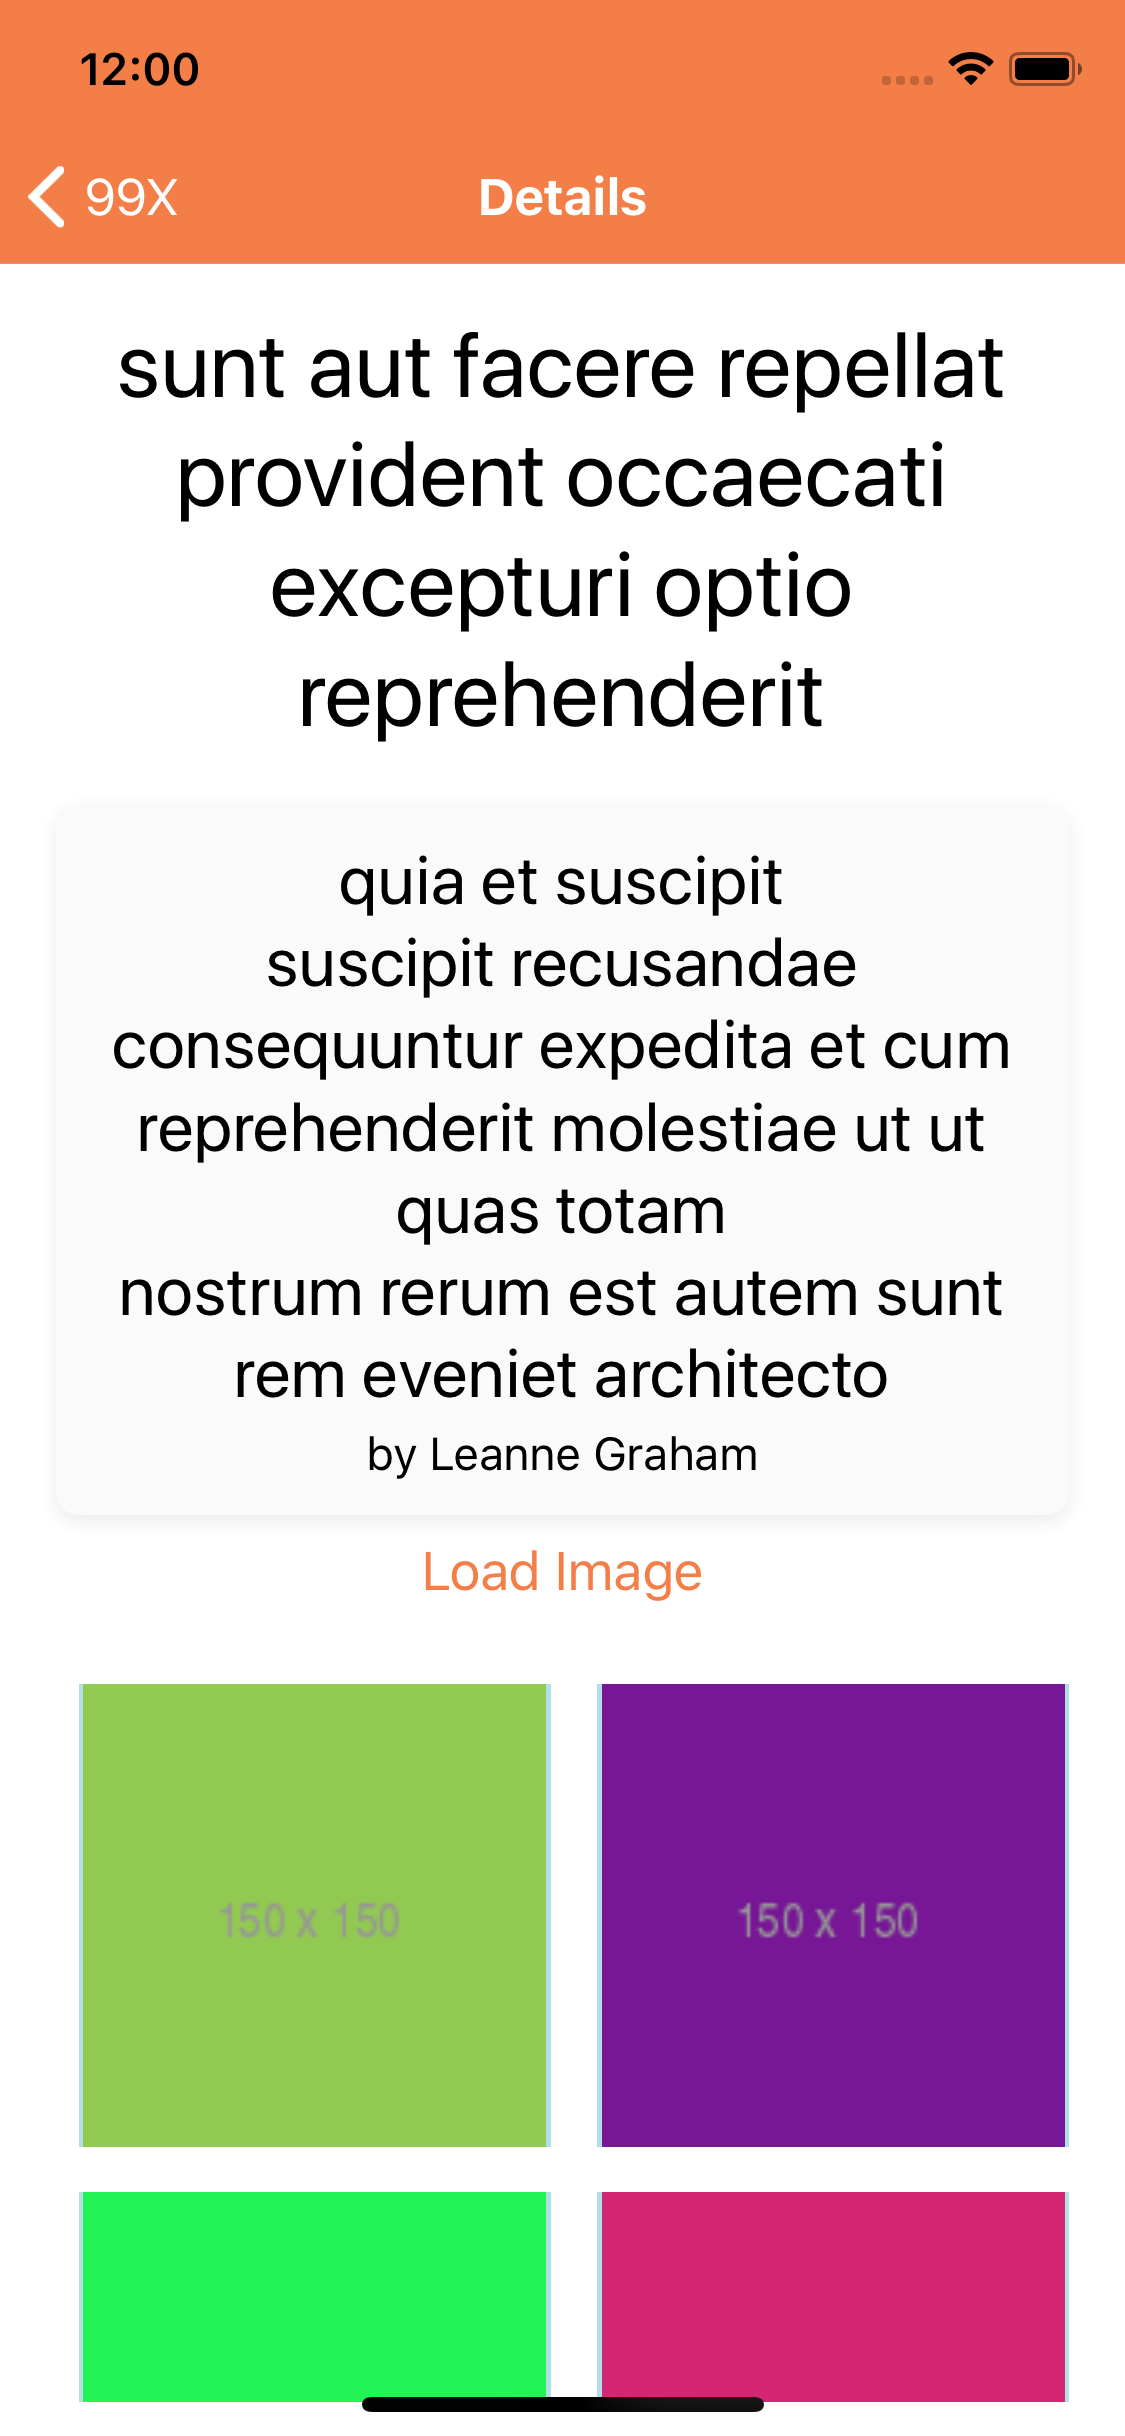 12:00
99X
Details
sunt aut facere repellat
provident occaecati
excepturi optio
reprehenderit
quia et suscipit
suscipit recusandae
consequuntur expedita et cum
reprehenderit molestiae ut ut
quas totam
nostrum rerum est autem sunt
rem eveniet architecto
by Leanne Graham
Load Image
150 x 150
150 x 150